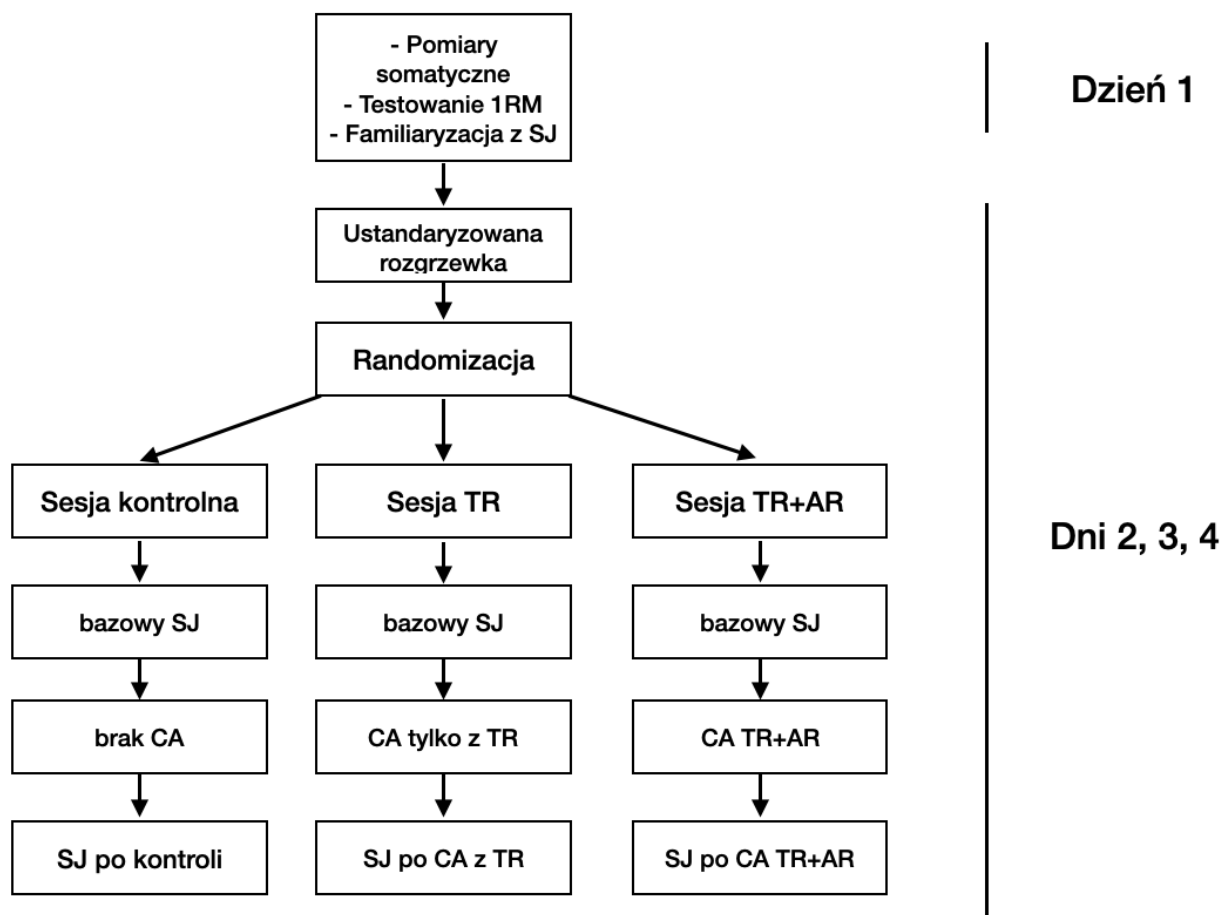 - Pomiary
somatyczne
- Testowanie 1RM
- Familiaryzacja z SJ
Dzień 1
Ustandaryzowana
rozgrzewka
Randomizacja
Sesja kontrolna
Sesja TR
Sesja TR+AR
Dni 2, 3, 4
bazowy SJ
bazowy SJ
bazowy SJ
brak CA
CA tylko z TR
CA TR+AR
SJ po kontroli
SJ po CA z TR
SJ po CA TR+AR